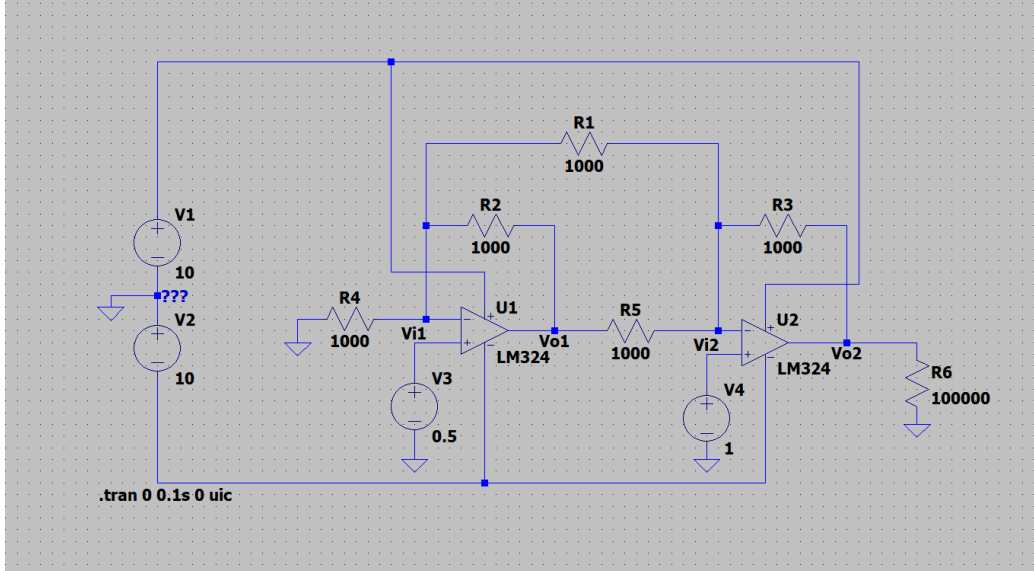 R1
1000
R2
1000
R3
1000
V1
10
???
V2
10
R4
1000
Vi1
U1
LM324
Vo1
R5
1000
Vi2
U2
LM324
Vo2
V3
0.5
V4
1
R6
100000
.tran 0 0.1s 0 uic